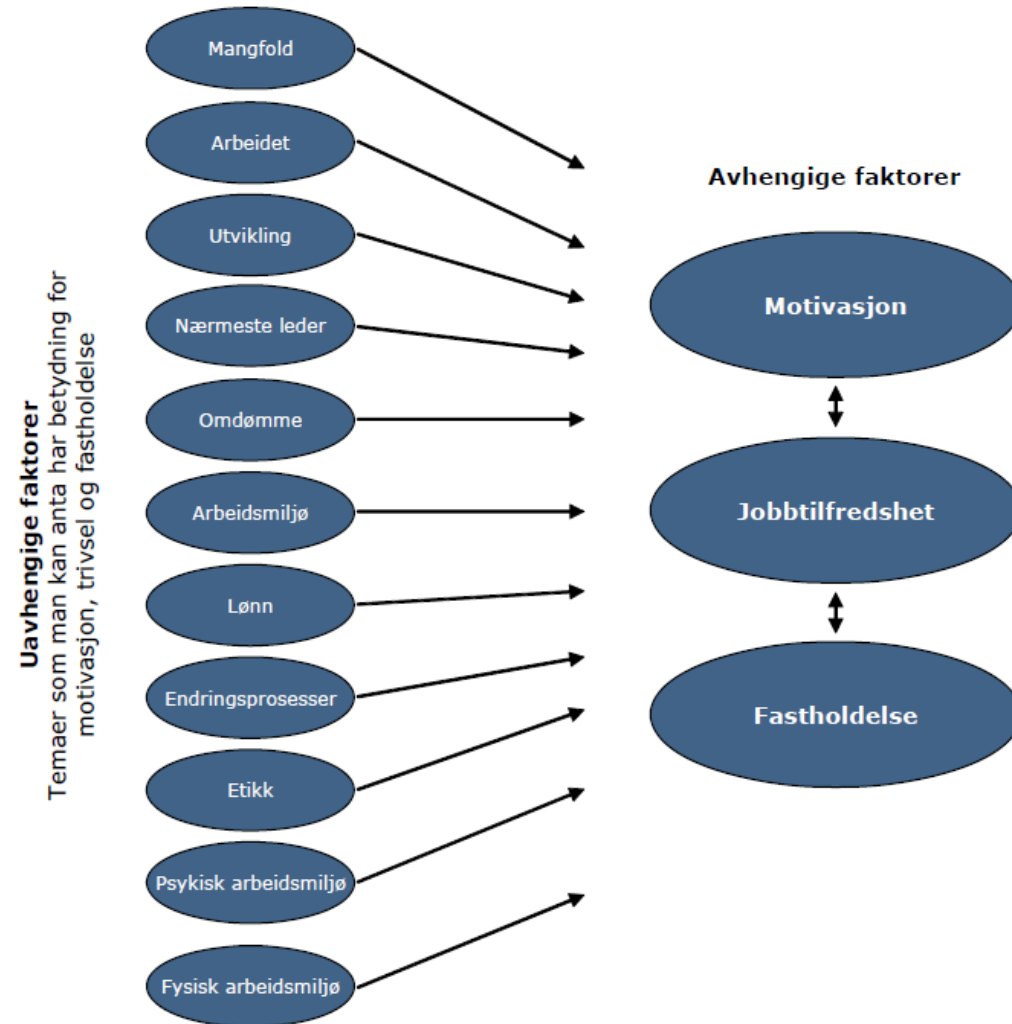 Uavhengige faktorer
Temaer som man kan anta har betydning for
motivasjon, trivsel og fastholdelse
Mangfold
Arbeidet
Utvikling
Nærmeste leder
Omdømme
Arbeidsmiljø
Lønn
Endringsprosesser
Etikk
Psykisk arbeidsmiljø
Fysisk arbeidsmiljø
Avhengige faktorer
Motivasjon
Jobbtilfredshet
Fastholdelse